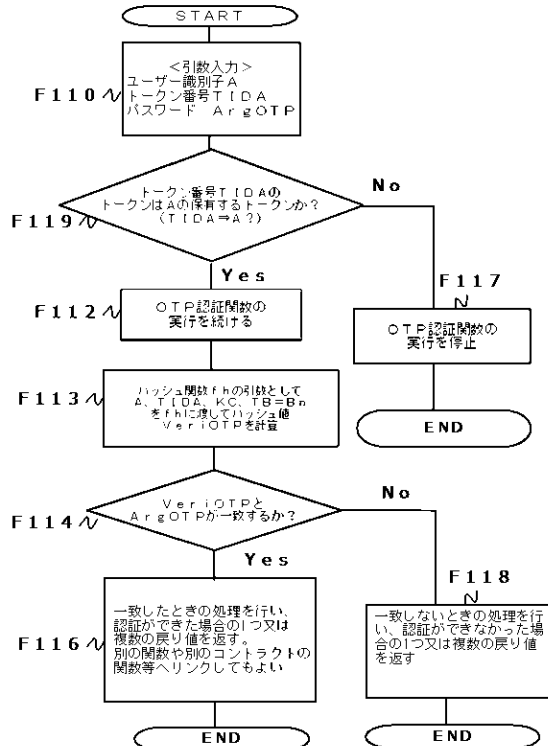 START
F110
<引数入力>
ユーザー識別子A
トークン番号TIDA
パスワード ArgOTP
F119
トークン番号TIDAの
トークンはAの保有するトークンか?
(TIDA⇒A?)
No
Yes
F117
F112
OTP認証関数の
実行を続ける
OTP認証関数の
実行を停止
END
F113
ハッシュ関数fhの引数として
A、TIDA、KC、TB=Bn
をfhに渡してハッシュ値
VeriOTPを計算
F114
VeriOTPと
ArgOTPが一致するか?
No
Yes
F118
F116
一致したときの処理を行い、
認証ができた場合の1つ又は
複数の戻り値を返す。
別の関数や別のコントラクトの
関数等へリンクしてもよい
一致しないときの処理を行
い、認証ができなかった場
合の1つ又は複数の戻り値
を返す
END
END